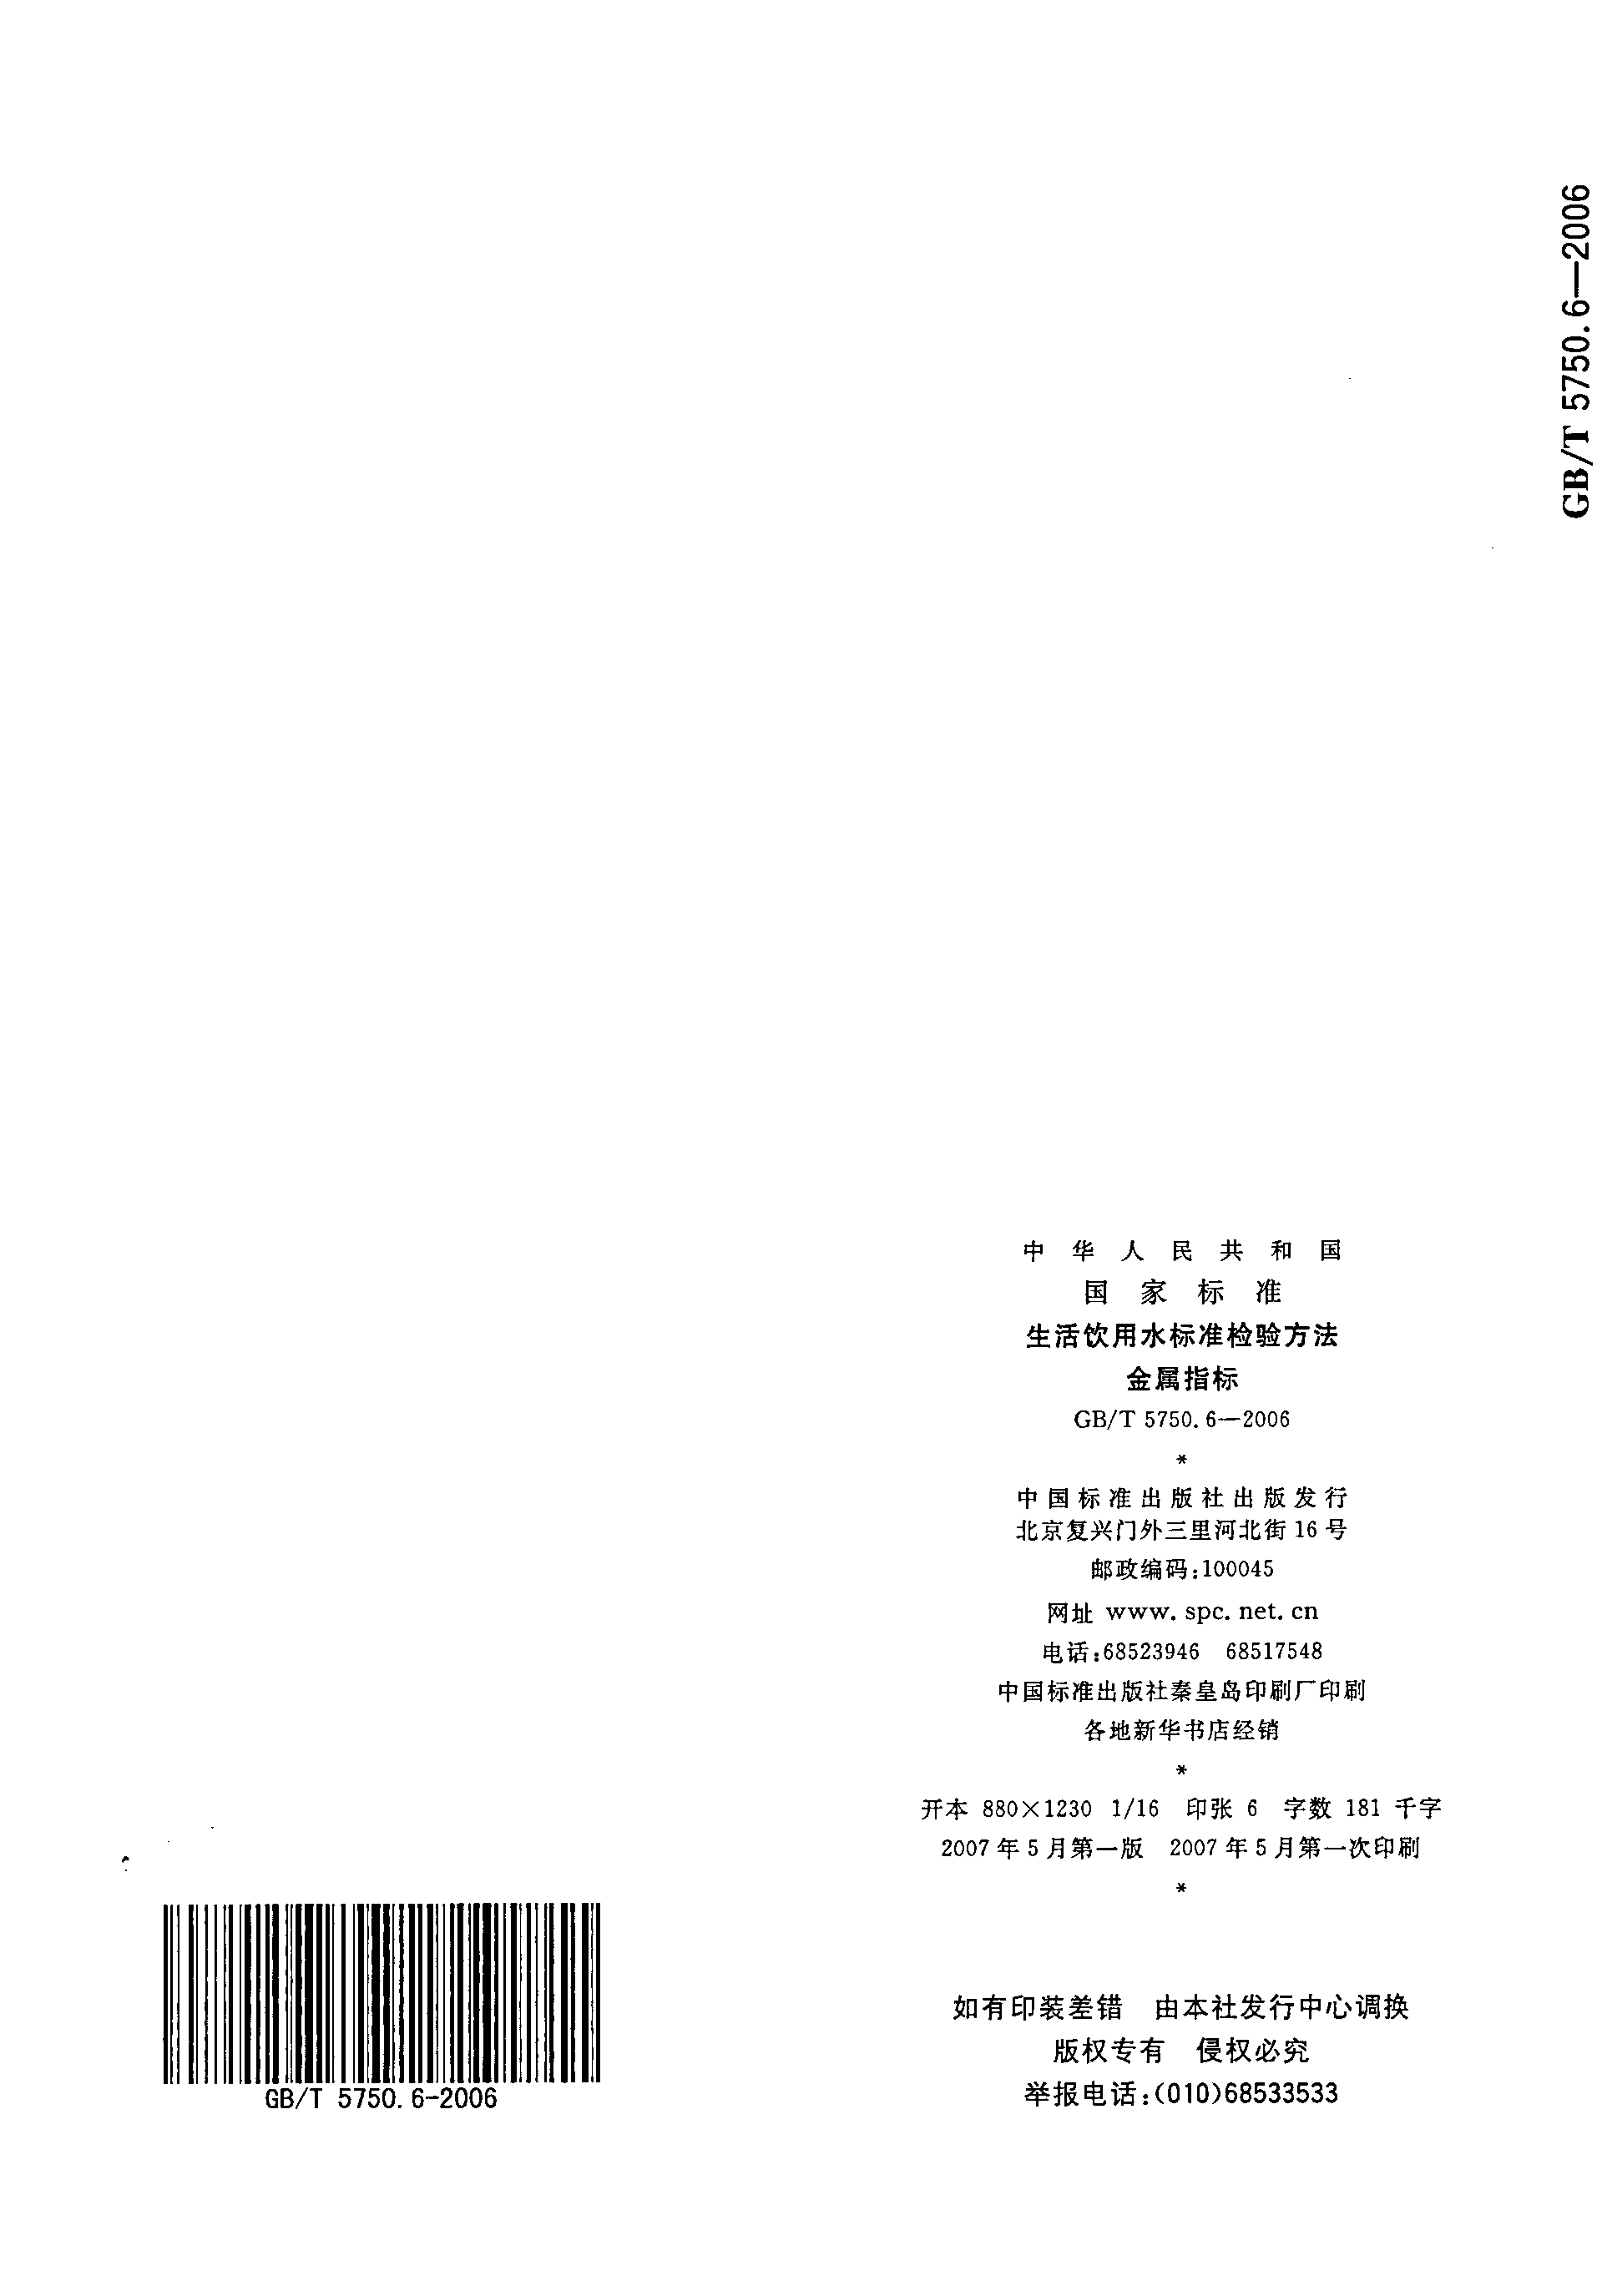 GB/T 5750.6—2006
中华人民共和国
国家标准
生活饮用水标准检验方法
金属指标
GB/T 5750.6—2006
*
中国标准出版社出版发行
北京复兴门外三里河北街16号
邮政编码:100045
网址 www.spc.net.cn
电话:68523946 68517548
中国标准出版社秦皇岛印刷厂印刷
各地新华书店经销
*
开本 880×1230 1/16 印张 6 字数 181 千字
2007年5月第一版 2007年5月第一次印刷
*
如有印装差错 由本社发行中心调换
版权专有 侵权必究
举报电话:(010)68533533
GB/T 5750.6-2006